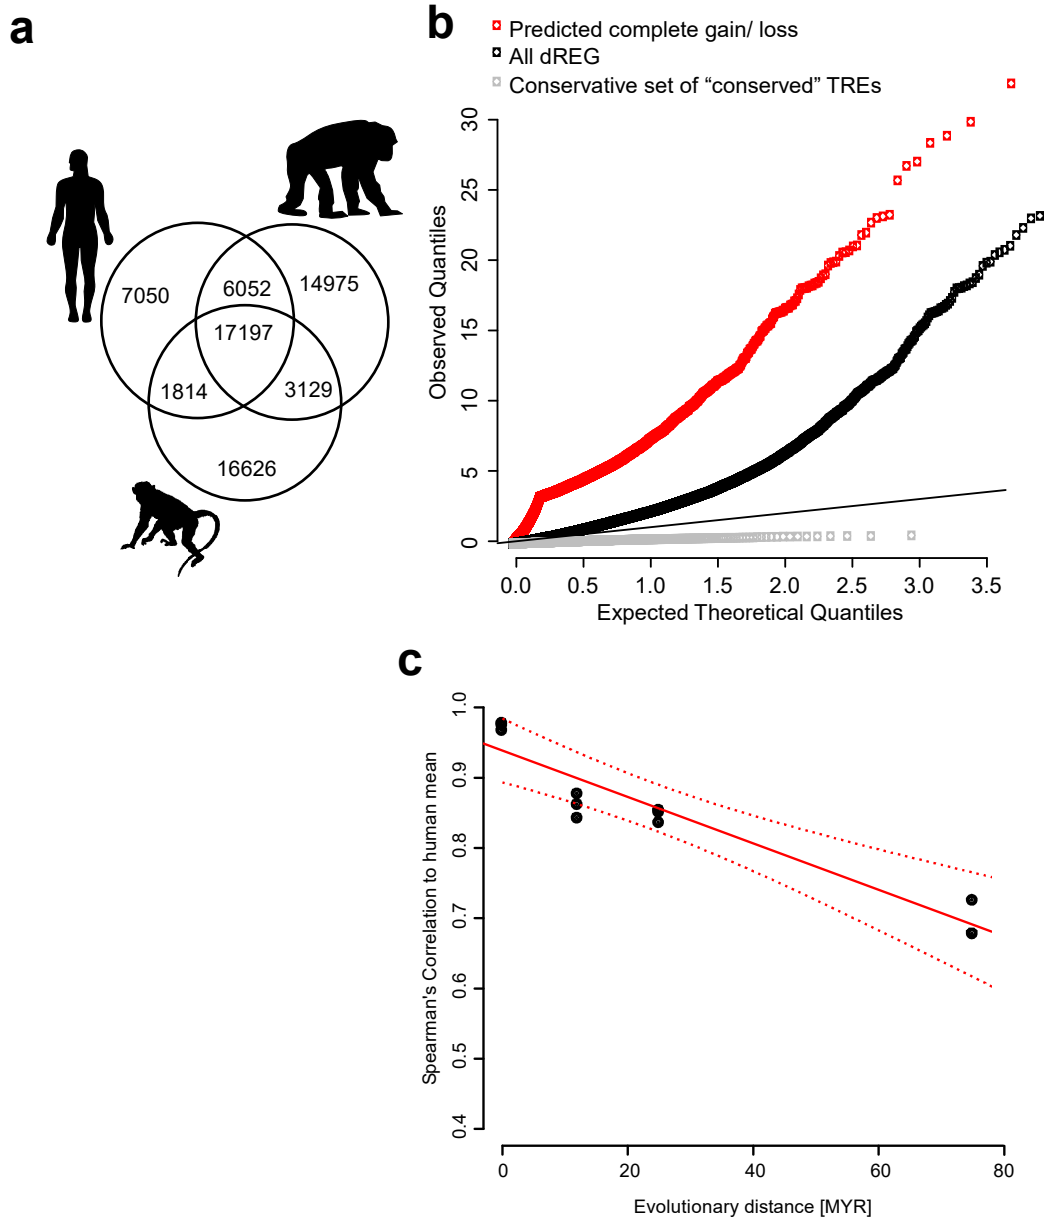 a
7050
6052
14975
17197
1814
3129
16626
b
Predicted complete gain/ loss
All dREG
Conservative set of “conserved” TREs
Observed Quantiles
30
25
20
15
10
5
0
0.0 0.5 1.0 1.5 2.0 2.5 3.0 3.5
Expected Theoretical Quantiles
c
Spearman's Correlation to human mean
1.0
0.9
0.8
0.7
0.6
0.5
0.4
0 20 40 60 80
Evolutionary distance [MYR]